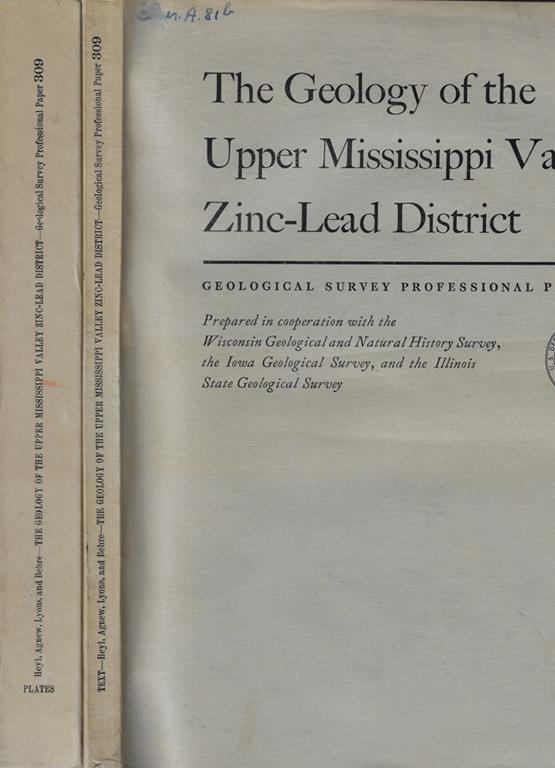 Heyl, Agnew, Lyons, and Behre—THE GEOLOGY OF THE UPPER MISSISSIPPI VALLEY ZINC-LEAD DISTRICT—Geological Survey Professional Paper 309
PLATES
TEXT—Heyl, Agnew, Lyons, and Behre—THE GEOLOGY OF THE UPPER MISSISSIPPI VALLEY ZINC-LEAD DISTRICT—Geological Survey Professional Paper 309
A. 81b
The Geology of the
Upper Mississippi Va
Zinc-Lead District
GEOLOGICAL SURVEY PROFESSIONAL P
Prepared in cooperation with the
Wisconsin Geological and Natural History Survey,
the Iowa Geological Survey, and the Illinois
State Geological Survey
U. S. DE